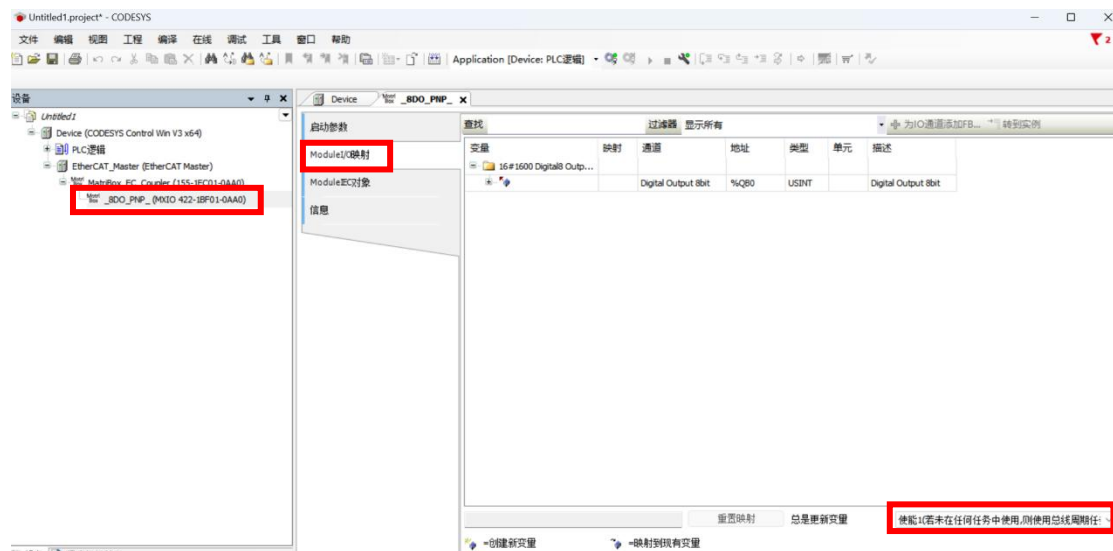 Untitled1.project* - CODESYS
文件 编辑 视图 工程 编译 在线 调试 工具 窗口 帮助
2
Application [Device: PLC逻辑]
设备
Device
_8DO_PNP_
Untitled1
Device (CODESYS Control Win V3 x64)
PLC逻辑
EtherCAT_Master (EtherCAT Master)
MatriBox_EC_Coupler (155-1EC01-0AA0)
_8DO_PNP_ (MXIO 422-1BF01-0AA0)
启动参数
ModuleI/O映射
ModuleIEC对象
信息
查找 过滤器 显示所有 为IO通道添加FB... 转到实例
变量 映射 通道 地址 类型 单元 描述
16#1600 Digital8 Outp...
Digital Output 8bit %QB0 USINT Digital Output 8bit
重置映射 总是更新变量 使能1(若未在任何任务中使用,则使用总线周期任
=创建新变量 =映射到现有变量